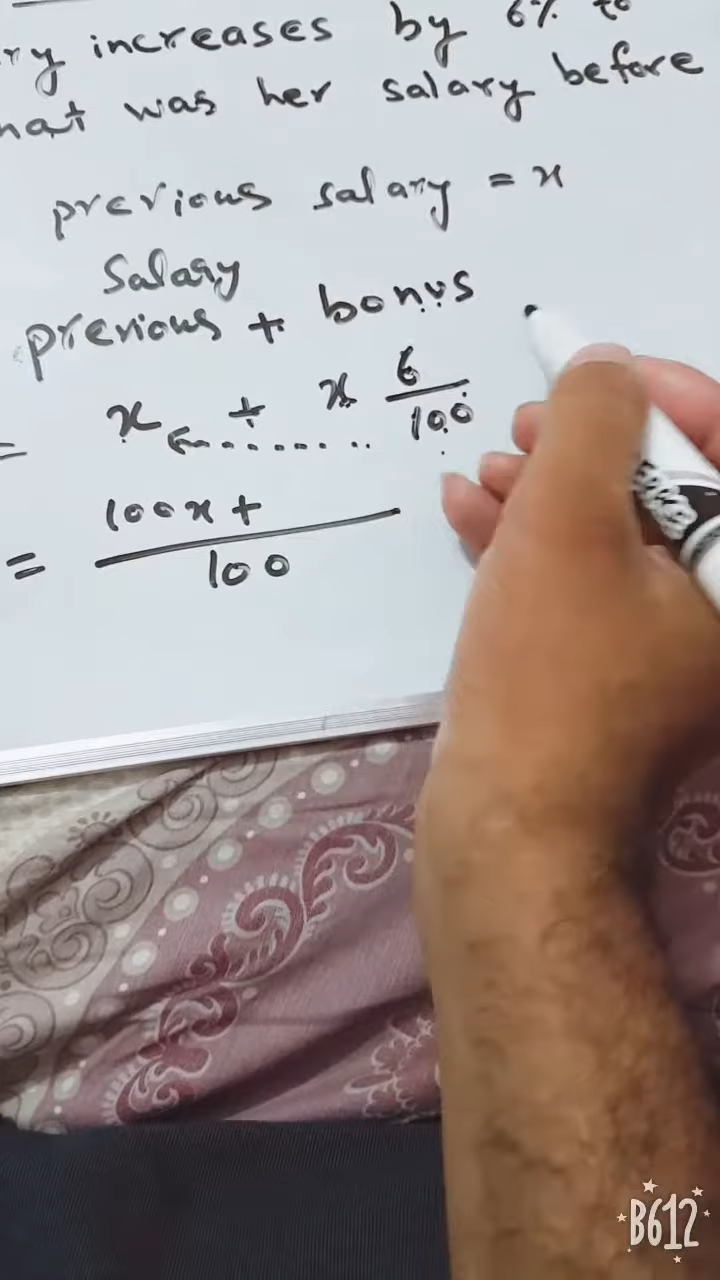 ry increases by 6% to
hat was her salary before
previous salary = x
Salary
previous + bonus
= x + x 6/100
= 100x + / 100
B612